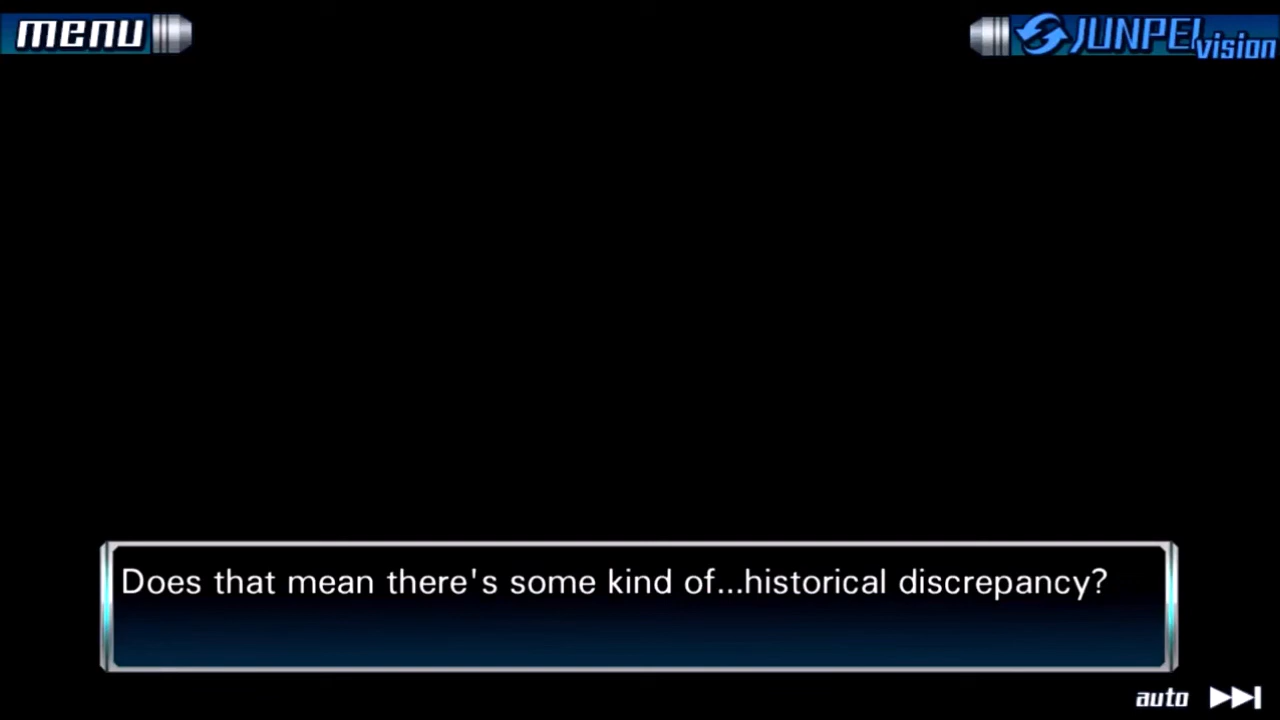 menu
JUNPEI vision
Does that mean there's some kind of...historical discrepancy?
auto